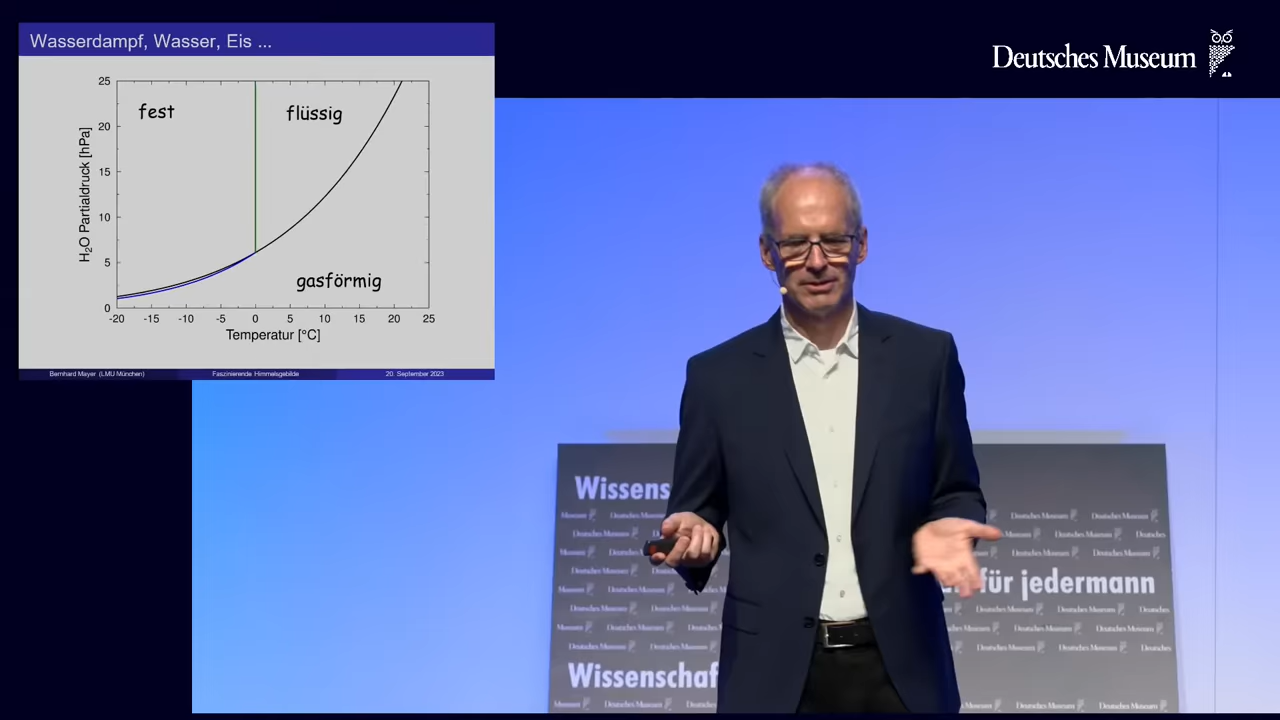 Wasserdampf, Wasser, Eis ...
25
20
15
10
5
0
H2O Partialdruck [hPa]
fest
flüssig
gasförmig
-20 -15 -10 -5 0 5 10 15 20 25
Temperatur [°C]
Bernhard Mayer (LMU München) Faszinierende Himmelsgebilde 20. September 2023
Deutsches Museum
Wissens
für jedermann
Wissenschaf